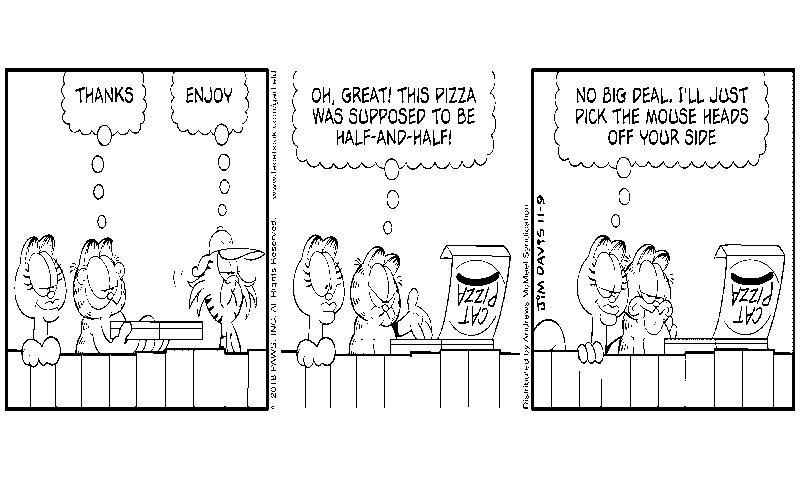 THANKS
ENJOY
© 2018 PAWS, INC. All Rights Reserved.
OH, GREAT! THIS PIZZA
WAS SUPPOSED TO BE
HALF-AND-HALF!
CAT
PIZZA
Distributed by Andrews McMeel Syndication
JIM DAVIS 11-9
NO BIG DEAL. I'LL JUST
PICK THE MOUSE HEADS
OFF YOUR SIDE
CAT
PIZZA